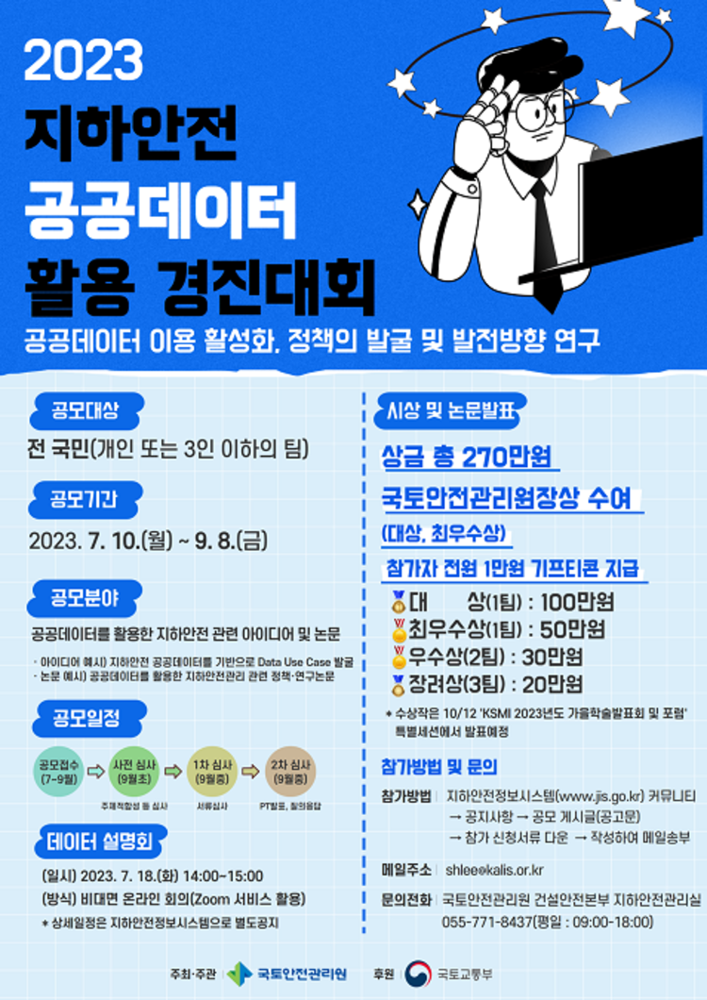 2023
지하안전
공공데이터
활용 경진대회
공공데이터 이용 활성화, 정책의 발굴 및 발전방향 연구
공모대상
전 국민(개인 또는 3인 이하의 팀)
공모기간
2023. 7. 10.(월) ~ 9. 8.(금)
공모분야
공공데이터를 활용한 지하안전 관련 아이디어 및 논문
· 아이디어 예시) 지하안전 공공데이터를 기반으로 Data Use Case 발굴
· 논문 예시) 공공데이터를 활용한 지하안전관리 관련 정책·연구논문
공모일정
공모접수 (7~9월)
사전 심사 (9월초)
1차 심사 (9월중)
2차 심사 (9월중)
주제적합성 등 심사
서류심사
PT발표, 질의응답
데이터 설명회
(일시) 2023. 7. 18.(화) 14:00~15:00
(방식) 비대면 온라인 회의(Zoom 서비스 활용)
* 상세일정은 지하안전정보시스템으로 별도공지
시상 및 논문발표
상금 총 270만원
국토안전관리원장상 수여
(대상, 최우수상)
참가자 전원 1만원 기프티콘 지급
대 상(1팀) : 100만원
최우수상(1팀) : 50만원
우수상(2팀) : 30만원
장려상(3팀) : 20만원
* 수상작은 10/12 'KSMI 2023년도 가을학술발표회 및 포럼'
특별세션에서 발표예정
참가방법 및 문의
참가방법 지하안전정보시스템(www.jis.go.kr) 커뮤니티
→ 공지사항 → 공모 게시글(공고문)
→ 참가 신청서류 다운 → 작성하여 메일송부
메일주소 shlee@kalis.or.kr
문의전화 국토안전관리원 건설안전본부 지하안전관리실
055-771-8437(평일 : 09:00-18:00)
주최·주관 국토안전관리원 후원 국토교통부